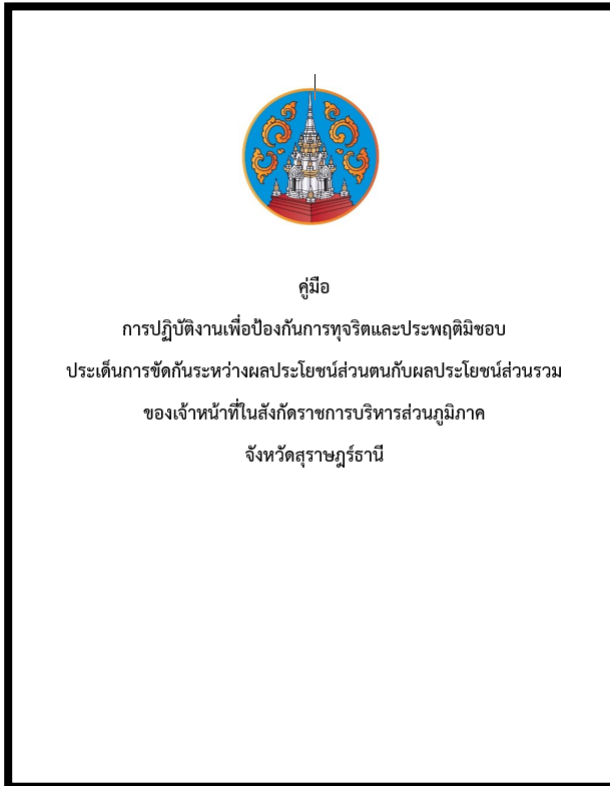 คู่มือ
การปฏิบัติงานเพื่อป้องกันการทุจริตและประพฤติมิชอบ
ประเด็นการขัดกันระหว่างผลประโยชน์ส่วนตนกับผลประโยชน์ส่วนรวม
ของเจ้าหน้าที่ในสังกัดราชการบริหารส่วนภูมิภาค
จังหวัดสุราษฎร์ธานี